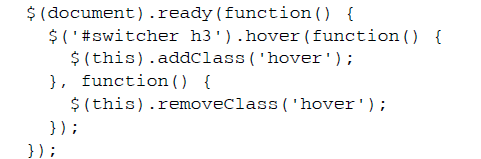 $(document).ready(function() {
  $('#switcher h3').hover(function() {
    $(this).addClass('hover');
  }, function() {
    $(this).removeClass('hover');
  });
});